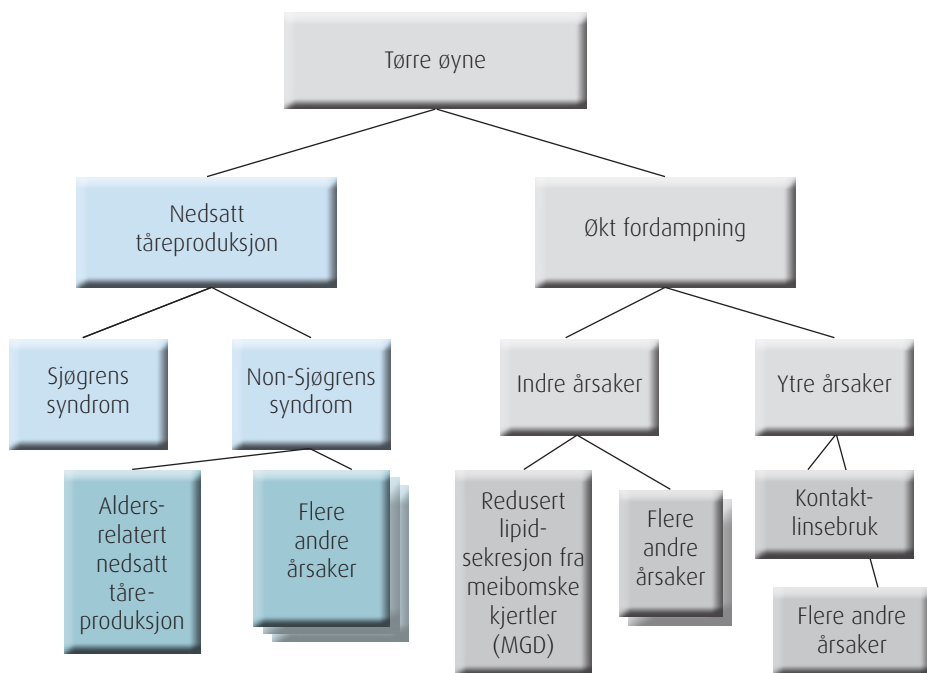 Tørre øyne
Nedsatt
tåreproduksjon
Økt fordampning
Sjøgrens
syndrom
Non-Sjøgrens
syndrom
Indre årsaker
Ytre årsaker
Alders-
relatert
nedsatt
tåre-
produksjon
Flere
andre
årsaker
Redusert
lipid-
sekresjon fra
meibomske
kjertler
(MGD)
Flere
andre
årsaker
Kontakt-
linsebruk
Flere andre
årsaker